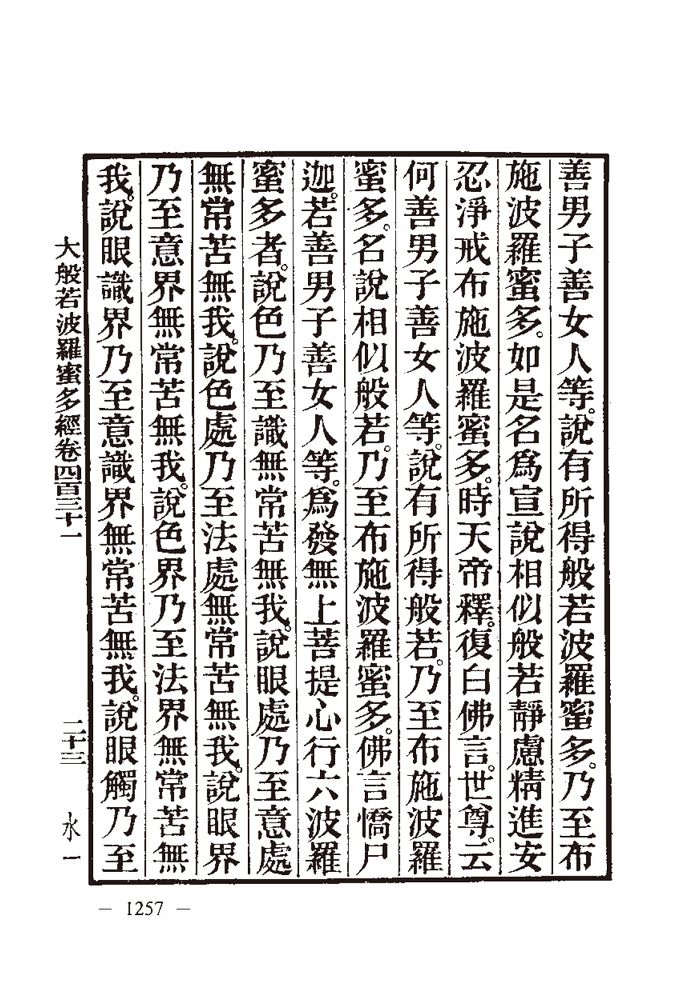 善男子善女人等。說有所得般若波羅蜜多。乃至布
施波羅蜜多。如是名爲宣說相似般若靜慮精進安
忍淨戒布施波羅蜜多。時天帝釋。復白佛言。世尊。云
何善男子善女人等。說有所得般若。乃至布施波羅
蜜多。名說相似般若。乃至布施波羅蜜多。佛言憍尸
迦。若善男子善女人等。爲發無上菩提心行六波羅
蜜多者。說色乃至識無常苦無我。說眼處乃至意處
無常苦無我。說色處乃至法處無常苦無我。說眼界
乃至意界無常苦無我。說色界乃至法界無常苦無
我。說眼識界乃至意識界無常苦無我。說眼觸乃至
大般若波羅蜜多經卷四百三十一 二十三 水一
— 1257 —